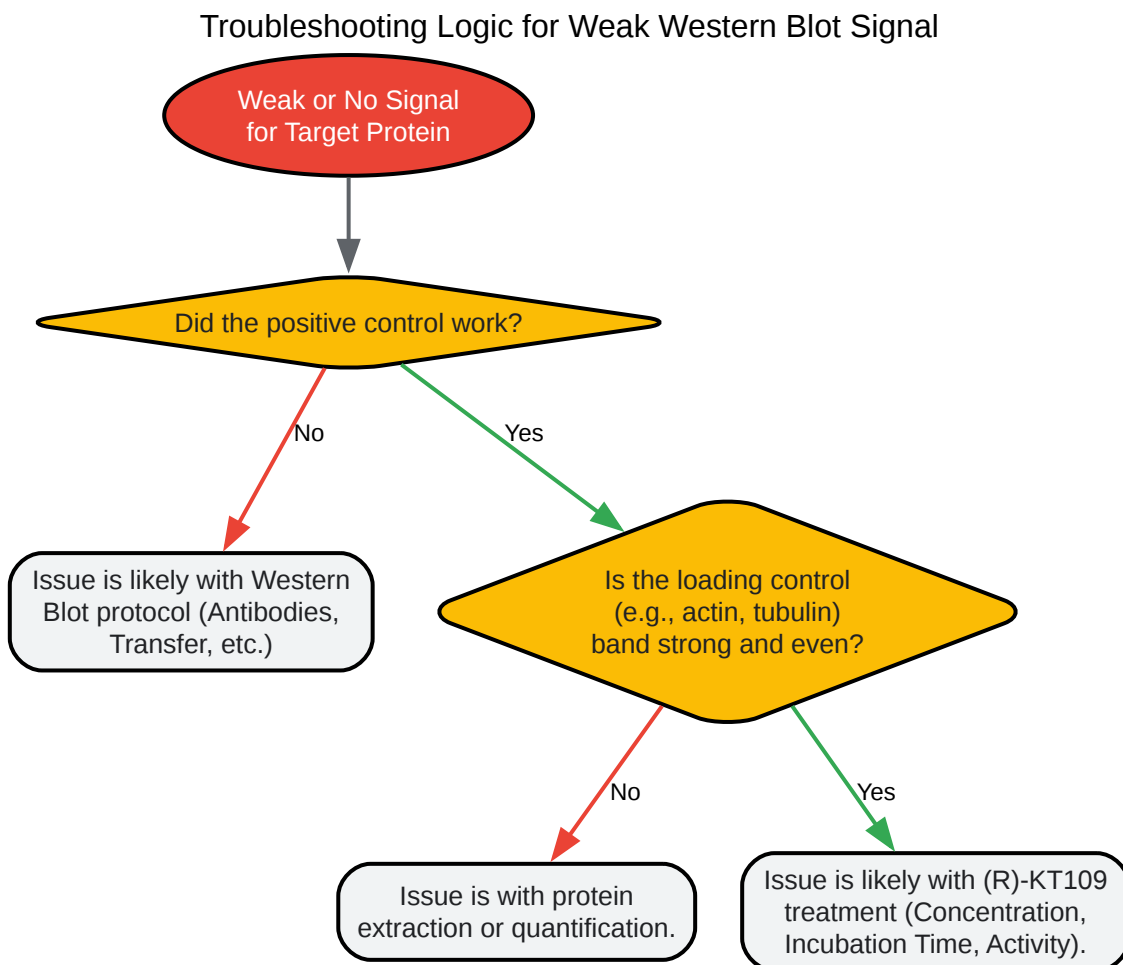 Troubleshooting Logic for Weak Western Blot Signal
Weak or No Signal
for Target Protein
Did the positive control work?
No
Yes
Issue is likely with Western
Blot protocol (Antibodies,
Transfer, etc.)
Is the loading control
(e.g., actin, tubulin)
band strong and even?
No
Yes
Issue is with protein
extraction or quantification.
Issue is likely with (R)-KT109
treatment (Concentration,
Incubation Time, Activity).